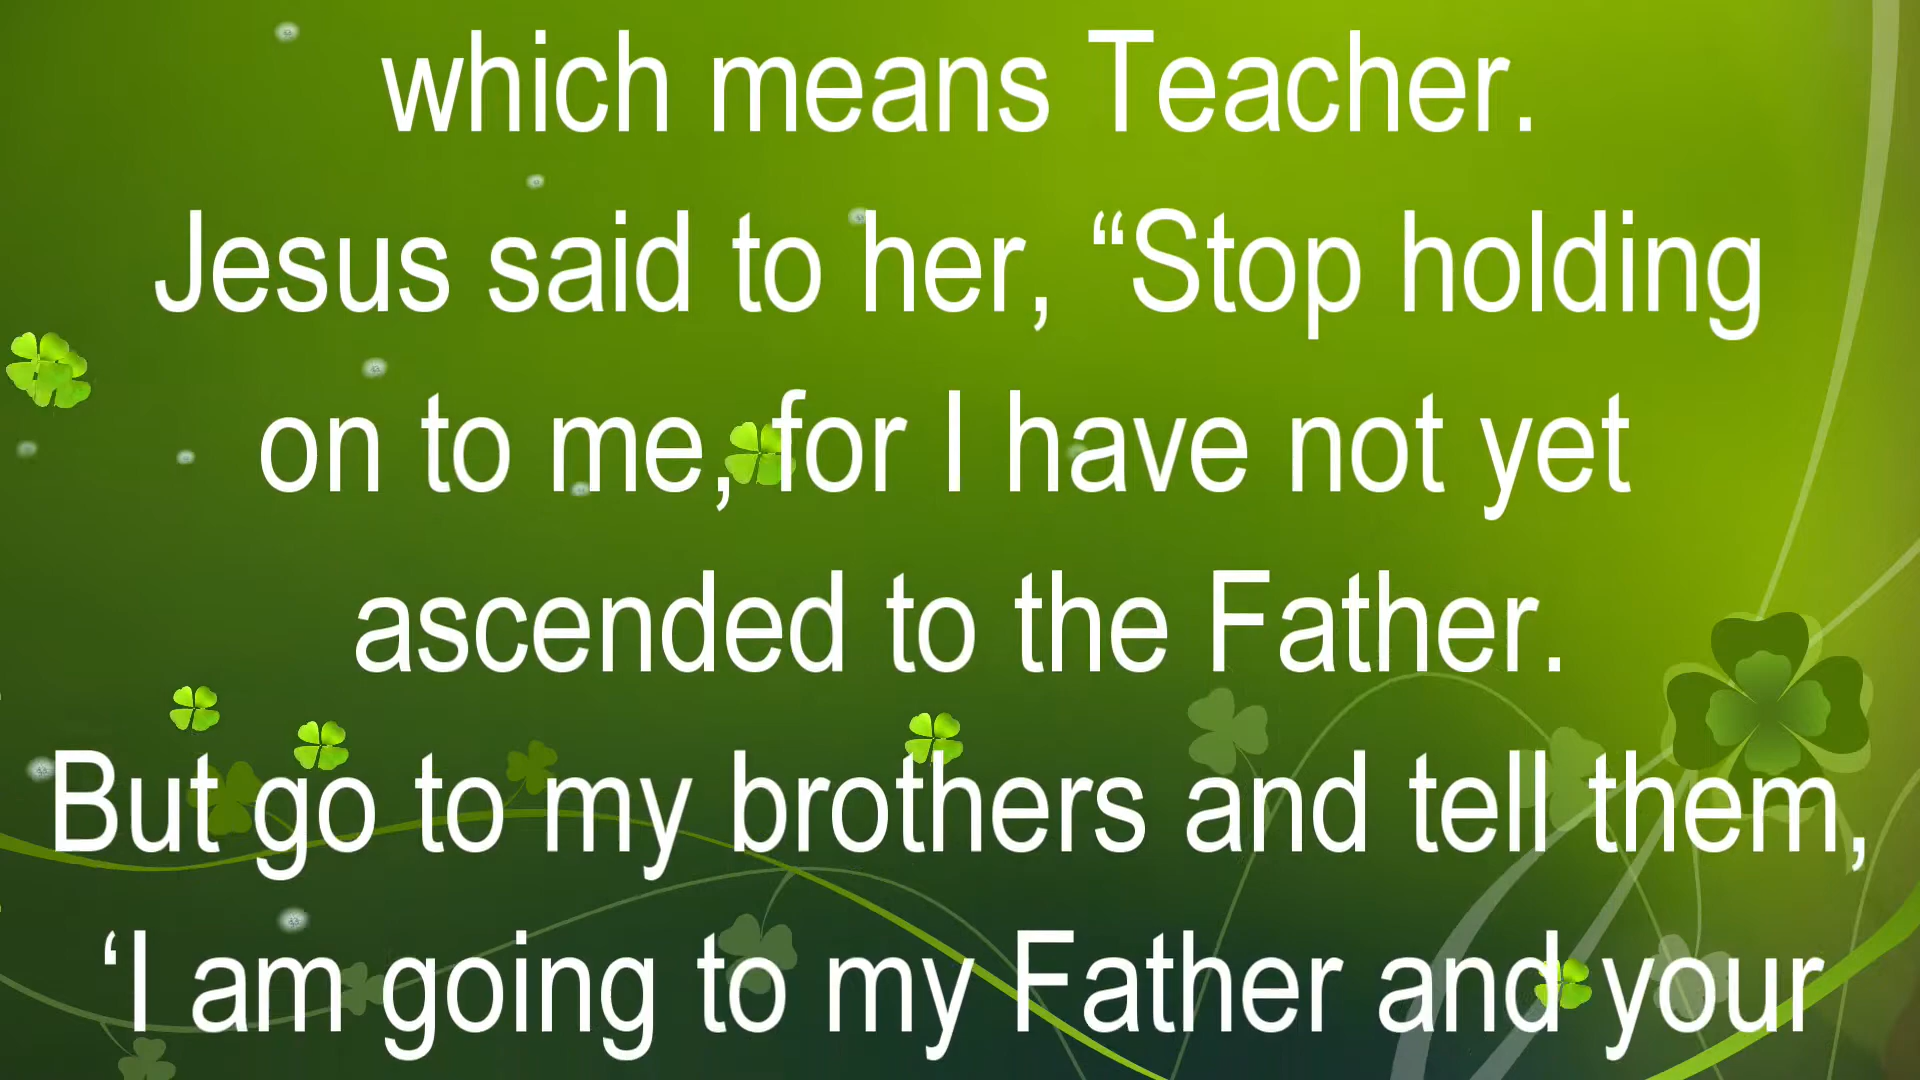 which means Teacher.
Jesus said to her, “Stop holding
on to me, for I have not yet
ascended to the Father.
But go to my brothers and tell them,
‘I am going to my Father and your